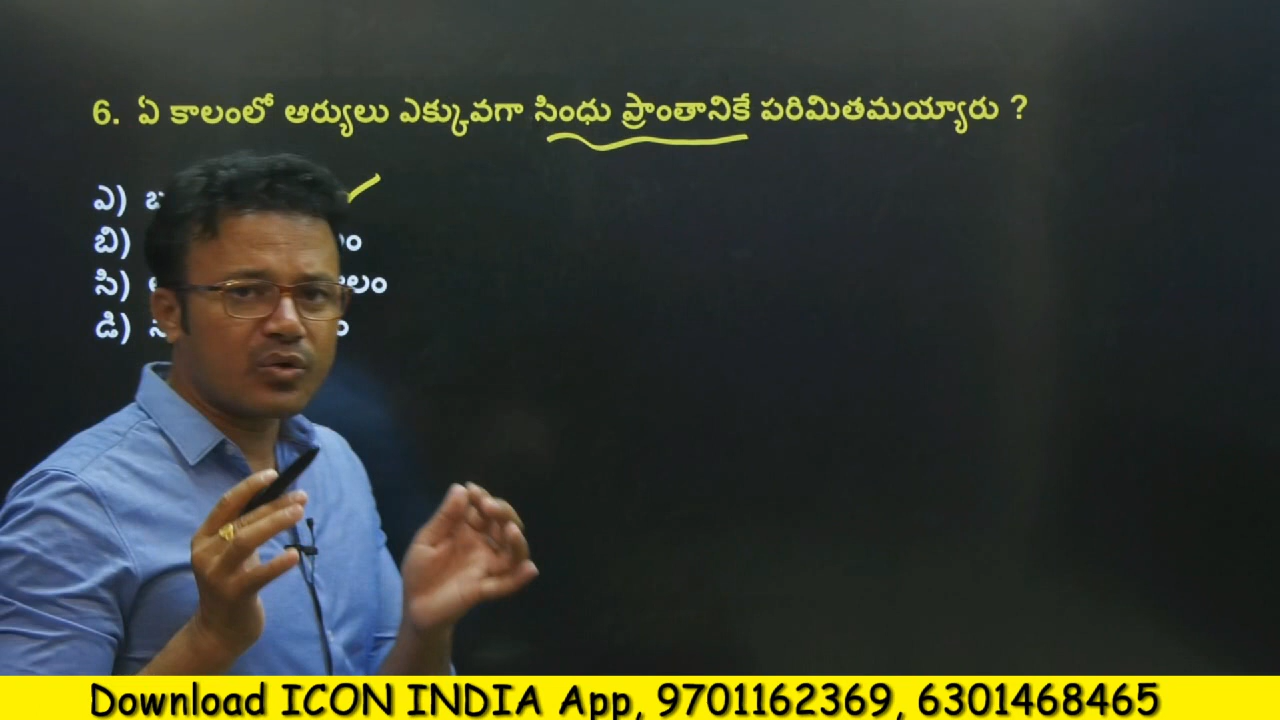 6. ఏ కాలంలో ఆర్యులు ఎక్కువగా సింధు ప్రాంతానికే పరిమితమయ్యారు ?
ఎ)
బి)
సి)
డి)
Download ICON INDIA App, 9701162369, 6301468465